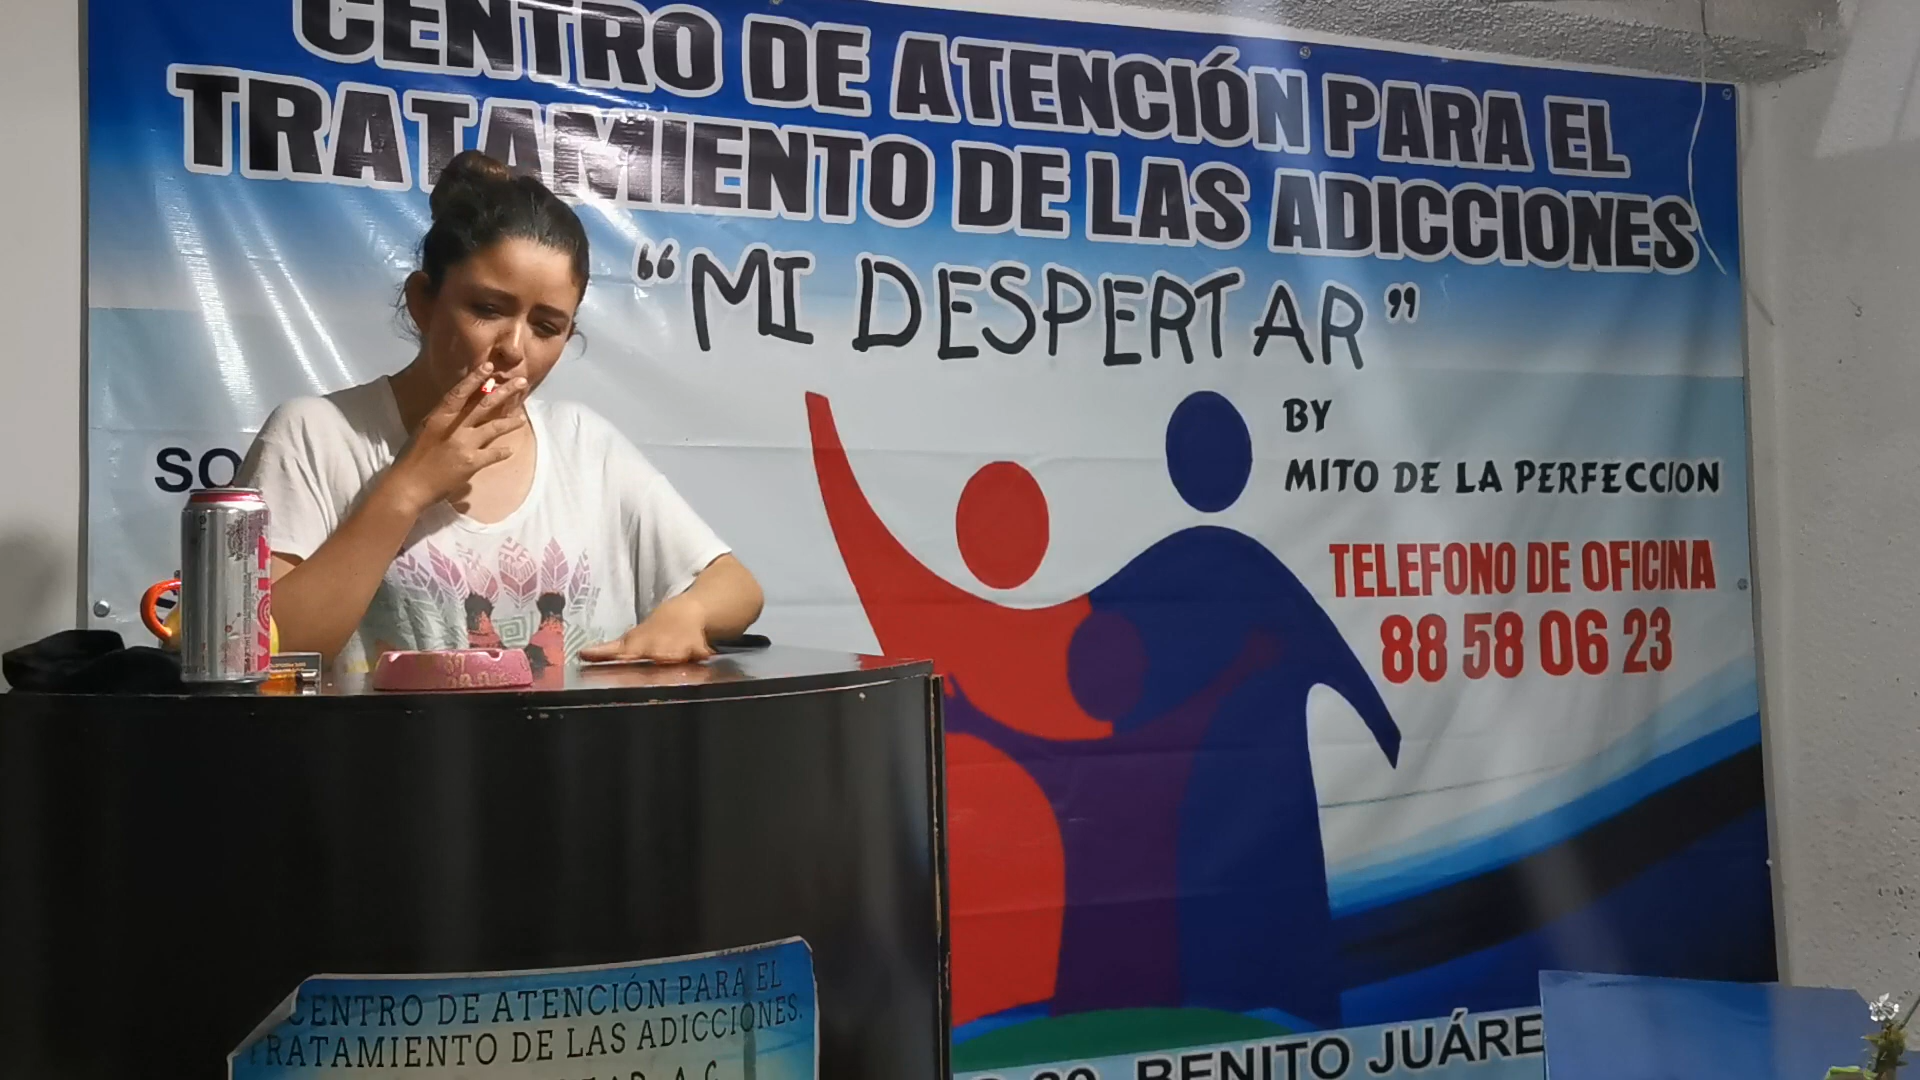 CENTRO DE ATENCIÓN PARA EL
TRATAMIENTO DE LAS ADICCIONES
"MI DESPERTAR"
BY
MITO DE LA PERFECCION
SO
TELEFONO DE OFICINA
88 58 06 23
BENITO JUÁRE
CENTRO DE ATENCIÓN PARA EL
TRATAMIENTO DE LAS ADICCIONES.
A.C.